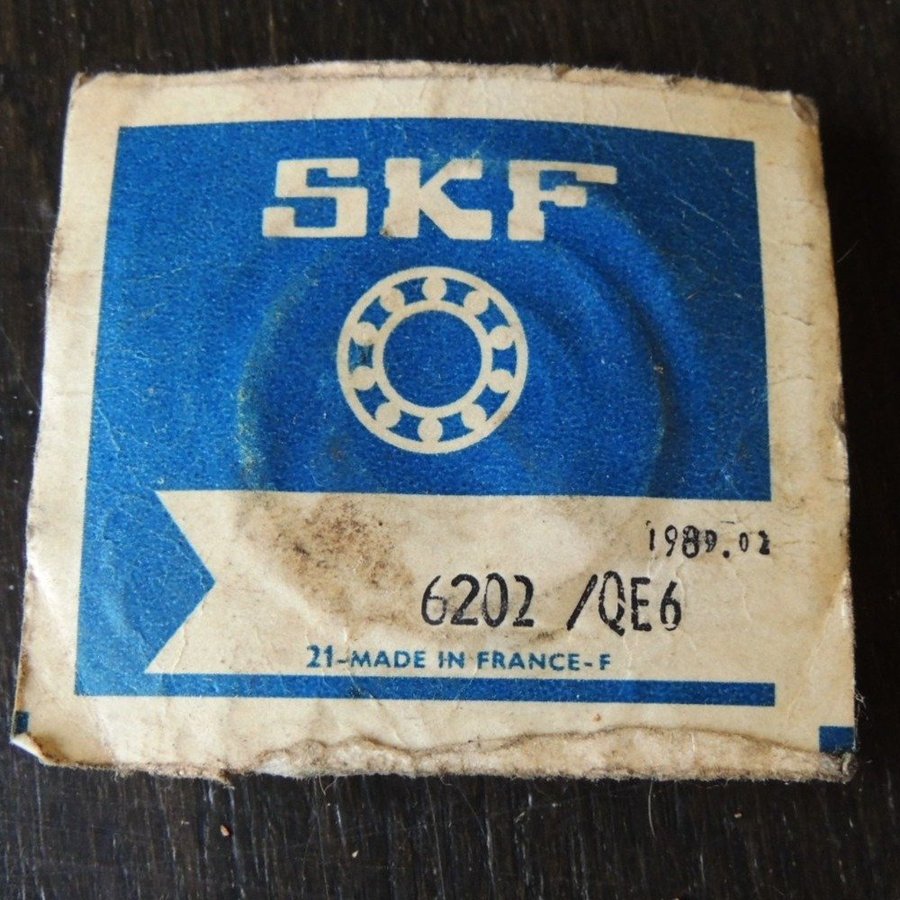 SKF
1989.02
6202 /QE6
21-MADE IN FRANCE-F